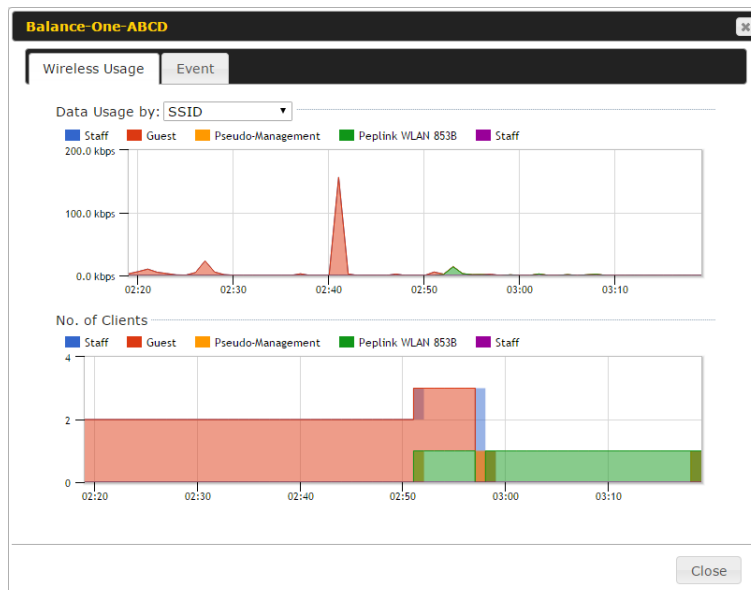 Balance-One-ABCD
Wireless Usage Event
Data Usage by: SSID
Staff Guest Pseudo-Management Peplink WLAN 853B Staff
200.0 kbps
100.0 kbps
0.0 kbps
02:20 02:30 02:40 02:50 03:00 03:10
No. of Clients
Staff Guest Pseudo-Management Peplink WLAN 853B Staff
4
2
0
02:20 02:30 02:40 02:50 03:00 03:10
Close